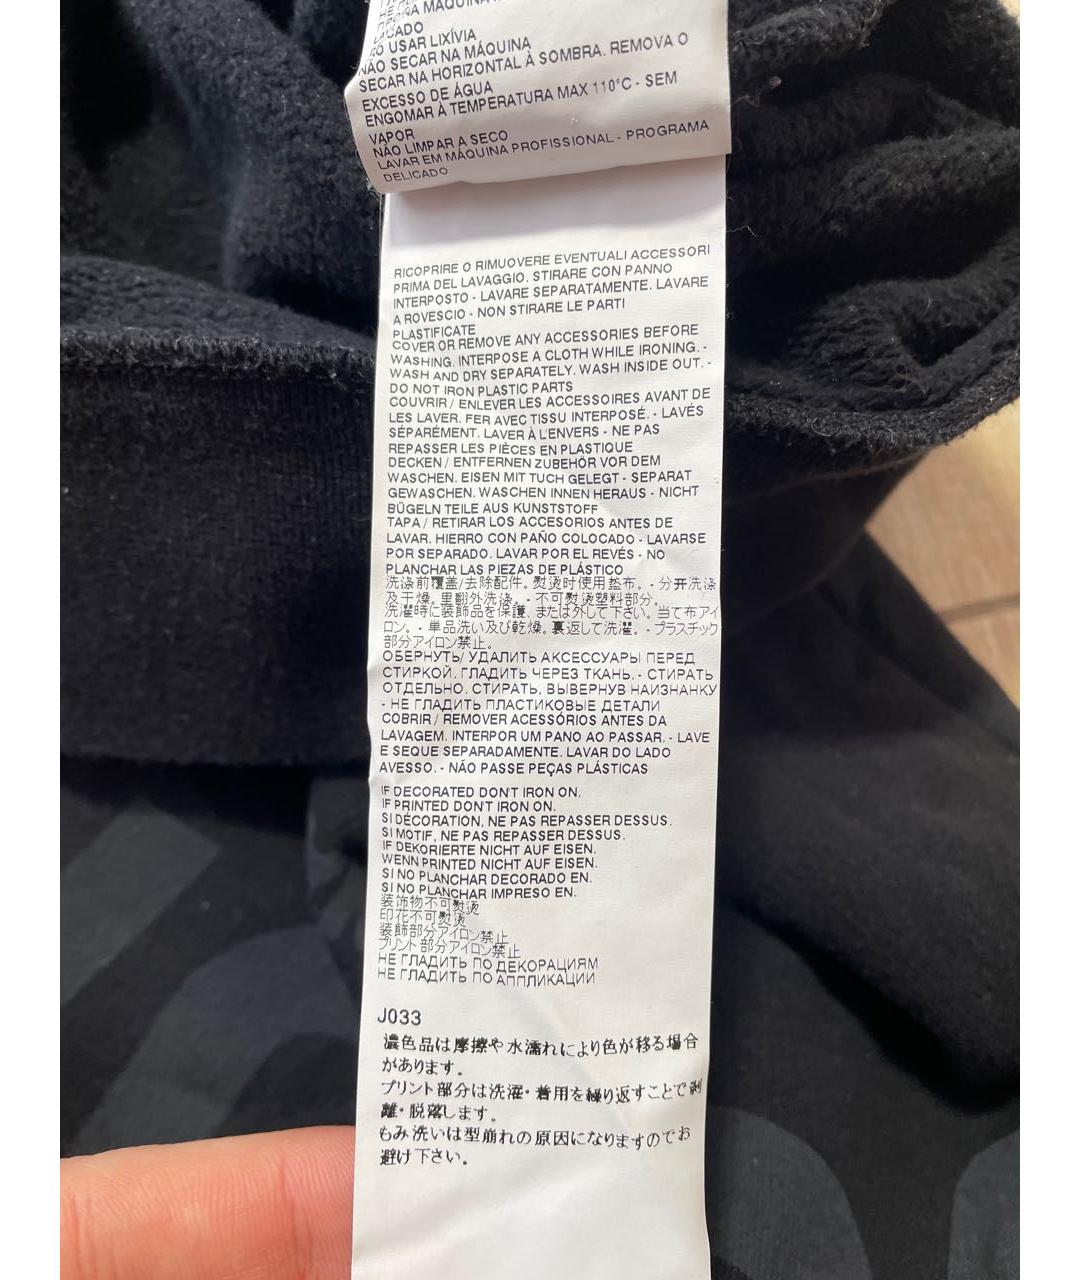 SECAR NA MÁQUINA
NÃO USAR LIXÍVIA
NÃO SECAR NA MÁQUINA
SECAR NA HORIZONTAL À SOMBRA. REMOVA O
EXCESSO DE ÁGUA
ENGOMAR À TEMPERATURA MAX 110°C - SEM
VAPOR
NÃO LIMPAR A SECO
LAVAR EM MÁQUINA PROFISSIONAL - PROGRAMA
DELICADO
RICOPRIRE O RIMUOVERE EVENTUALI ACCESSORI
PRIMA DEL LAVAGGIO. STIRARE CON PANNO
INTERPOSTO - LAVARE SEPARATAMENTE. LAVARE
A ROVESCIO - NON STIRARE LE PARTI
PLASTIFICATE
COVER OR REMOVE ANY ACCESSORIES BEFORE
WASHING. INTERPOSE A CLOTH WHILE IRONING. -
WASH AND DRY SEPARATELY. WASH INSIDE OUT. -
DO NOT IRON PLASTIC PARTS
COUVRIR / ENLEVER LES ACCESSOIRES AVANT DE
LES LAVER. FER AVEC TISSU INTERPOSÉ. - LAVÉS
SÉPARÉMENT. LAVER À L'ENVERS - NE PAS
REPASSER LES PIÈCES EN PLASTIQUE
DECKEN / ENTFERNEN ZUBEHÖR VOR DEM
WASCHEN. EISEN MIT TUCH GELEGT - SEPARAT
GEWASCHEN. WASCHEN INNEN HERAUS - NICHT
BÜGELN TEILE AUS KUNSTSTOFF
TAPA / RETIRAR LOS ACCESORIOS ANTES DE
LAVAR. HIERRO CON PAÑO COLOCADO - LAVARSE
POR SEPARADO. LAVAR POR EL REVÉS - NO
PLANCHAR LAS PIEZAS DE PLÁSTICO
洗涤前覆盖/去除配件。熨烫时使用垫布。- 分开洗涤
及干燥。里翻外洗涤。- 不可熨烫塑料部分。
洗濯時に装飾品を保護、または外して下さい。当て布アイ
ロン。- 単品洗い及び乾燥。裏返して洗濯。- プラスチック
部分アイロン禁止。
ОБЕРНУТЬ/ УДАЛИТЬ АКСЕССУАРЫ ПЕРЕД
СТИРКОЙ. ГЛАДИТЬ ЧЕРЕЗ ТКАНЬ. - СТИРАТЬ
ОТДЕЛЬНО. СТИРАТЬ, ВЫВЕРНУВ НАИЗНАНКУ
- НЕ ГЛАДИТЬ ПЛАСТИКОВЫЕ ДЕТАЛИ
COBRIR / REMOVER ACESSÓRIOS ANTES DA
LAVAGEM. INTERPOR UM PANO AO PASSAR. - LAVE
E SEQUE SEPARADAMENTE. LAVAR DO LADO
AVESSO. - NÃO PASSE PEÇAS PLÁSTICAS
IF DECORATED DON'T IRON ON.
IF PRINTED DON'T IRON ON.
SI DÉCORATION, NE PAS REPASSER DESSUS.
SI MOTIF, NE PAS REPASSER DESSUS.
IF DEKORIERTE NICHT AUF EISEN.
WENN PRINTED NICHT AUF EISEN.
SI NO PLANCHAR DECORADO EN.
SI NO PLANCHAR IMPRESO EN.
装饰物不可熨烫
印花不可熨烫
装飾部分アイロン禁止
プリント部分アイロン禁止
НЕ ГЛАДИТЬ ПО ДЕКОРАЦИЯМ
НЕ ГЛАДИТЬ ПО АППЛИКАЦИИ
J033
濃色品は摩擦や水濡れにより色が移る場合
があります。
プリント部分は洗濯・着用を繰り返すことで剥
離・脱落します。
もみ洗いは型崩れの原因になりますのでお
避け下さい。